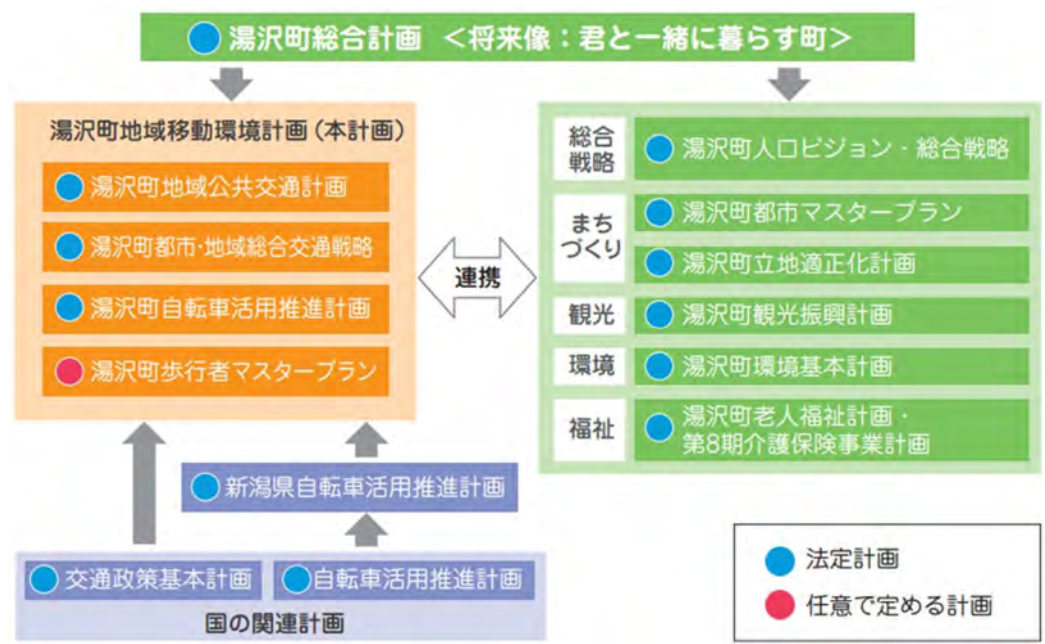 湯沢町総合計画 ＜将来像：君と一緒に暮らす町＞
湯沢町地域移動環境計画（本計画）
湯沢町地域公共交通計画
湯沢町都市・地域総合交通戦略
湯沢町自転車活用推進計画
湯沢町歩行者マスタープラン
連携
総合
戦略
湯沢町人口ビジョン・総合戦略
まち
づくり
湯沢町都市マスタープラン
湯沢町立地適正化計画
観光
湯沢町観光振興計画
環境
湯沢町環境基本計画
福祉
湯沢町老人福祉計画・
第8期介護保険事業計画
新潟県自転車活用推進計画
交通政策基本計画
自転車活用推進計画
国の関連計画
法定計画
任意で定める計画